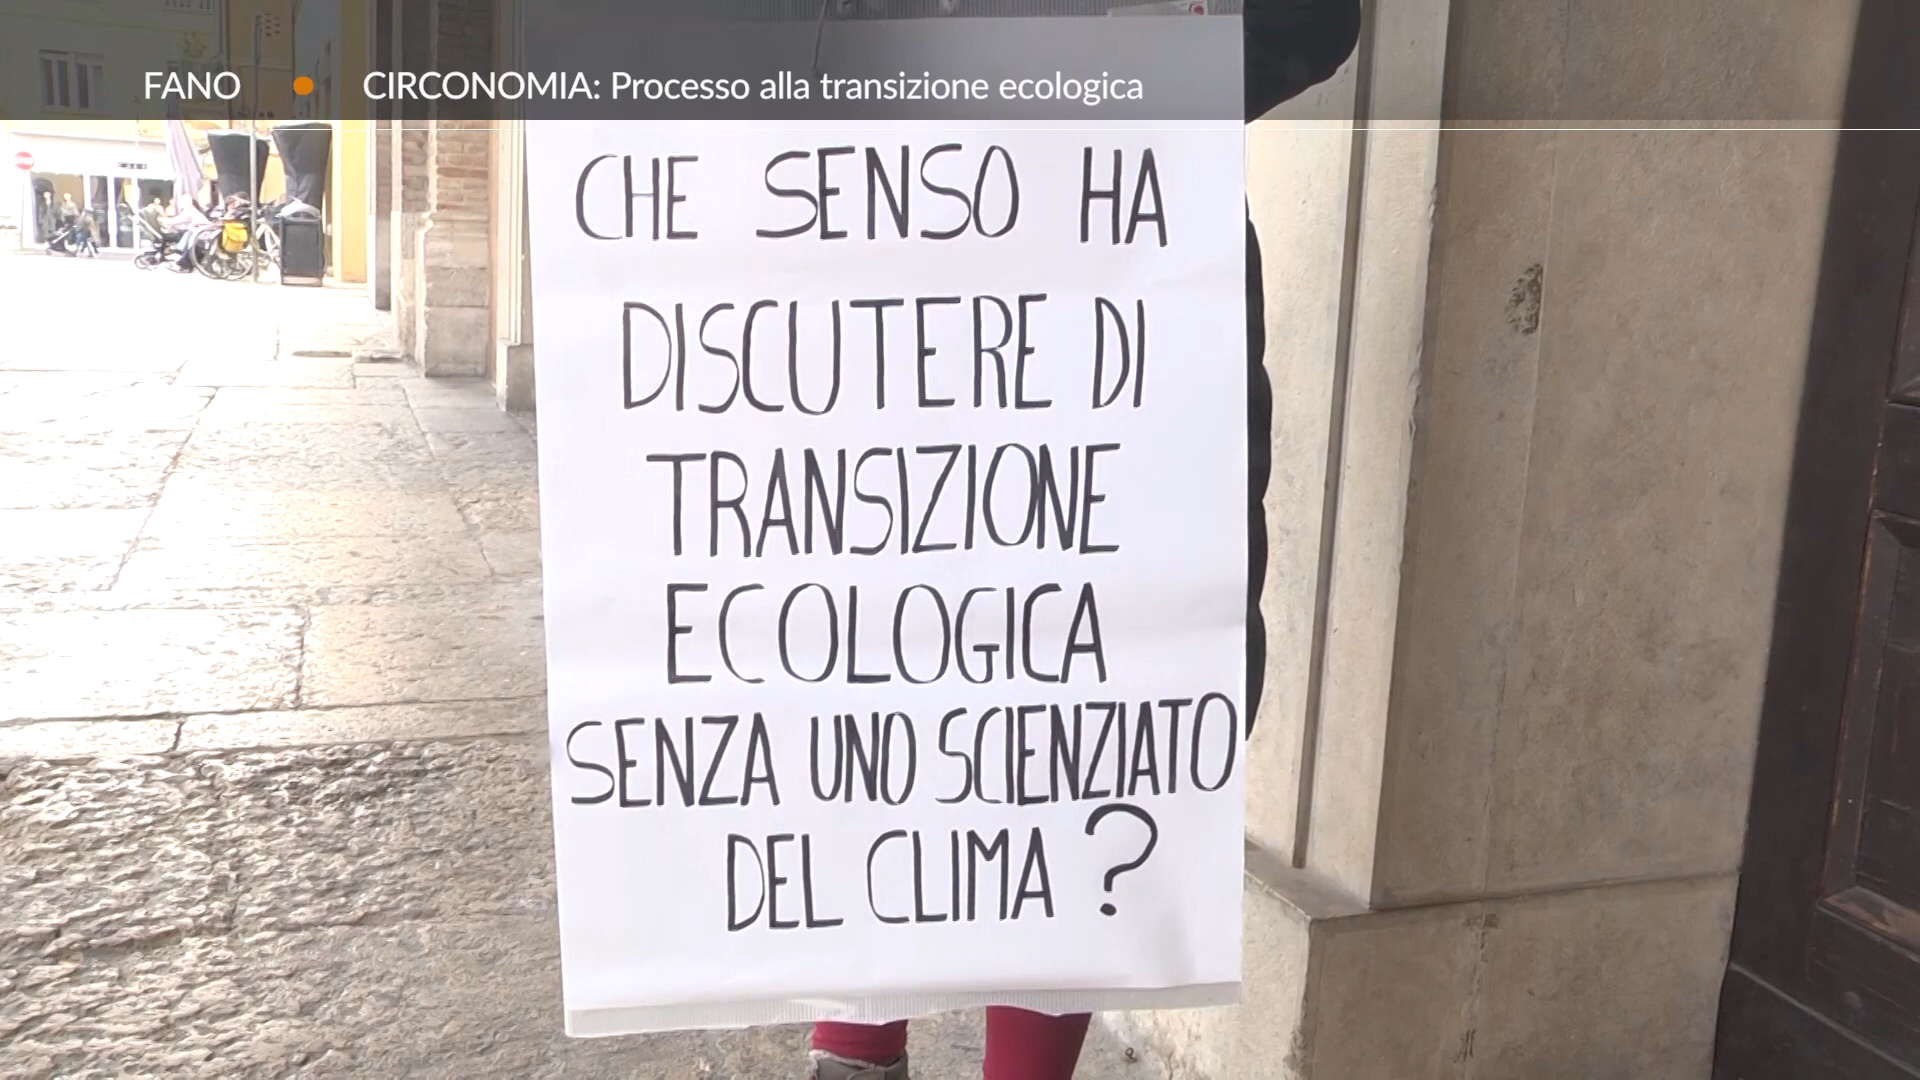 FANO • CIRCONOMIA: Processo alla transizione ecologica
CHE SENSO HA
DISCUTERE DI
TRANSIZIONE
ECOLOGICA
SENZA UNO SCIENZIATO
DEL CLIMA?